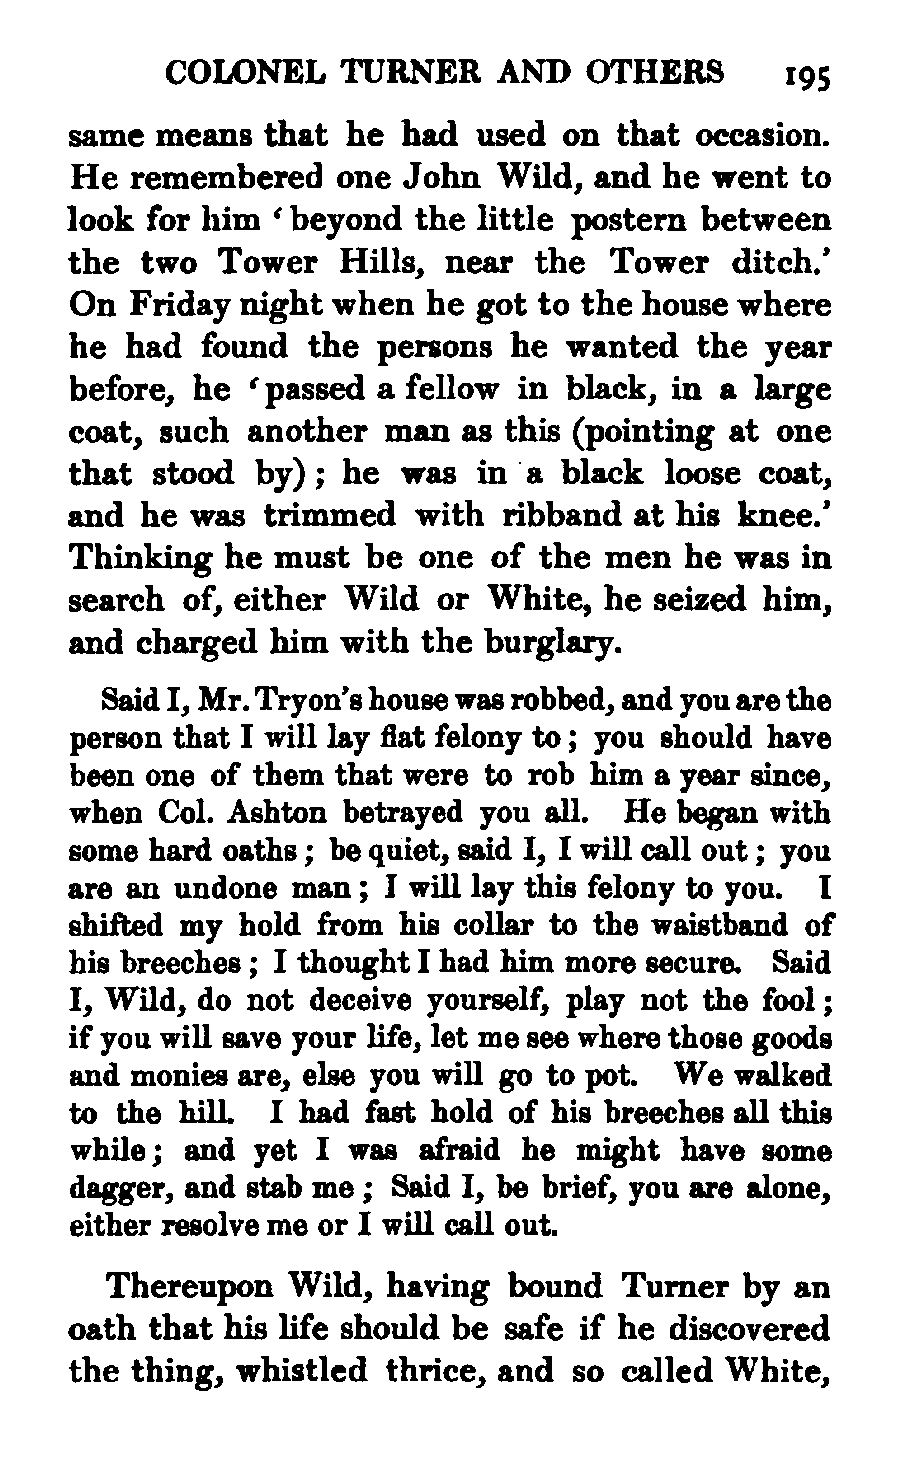 COLONEL TURNER AND OTHERS 195
same means that he had used on that occasion.
He remembered one John Wild, and he went to
look for him ‘ beyond the little postern between
the two Tower Hills, near the Tower ditch.’
On Friday night when he got to the house where
he had found the persons he wanted the year
before, he ‘ passed a fellow in black, in a large
coat, such another man as this (pointing at one
that stood by) ; he was in a black loose coat,
and he was trimmed with ribband at his knee.’
Thinking he must be one of the men he was in
search of, either Wild or White, he seized him,
and charged him with the burglary.
Said I, Mr. Tryon’s house was robbed, and you are the
person that I will lay flat felony to ; you should have
been one of them that were to rob him a year since,
when Col. Ashton betrayed you all. He began with
some hard oaths ; be quiet, said I, I will call out ; you
are an undone man ; I will lay this felony to you. I
shifted my hold from his collar to the waistband of
his breeches ; I thought I had him more secure. Said
I, Wild, do not deceive yourself, play not the fool ;
if you will save your life, let me see where those goods
and monies are, else you will go to pot. We walked
to the hill. I had fast hold of his breeches all this
while ; and yet I was afraid he might have some
dagger, and stab me ; Said I, be brief, you are alone,
either resolve me or I will call out.
Thereupon Wild, having bound Turner by an
oath that his life should be safe if he discovered
the thing, whistled thrice, and so called White,